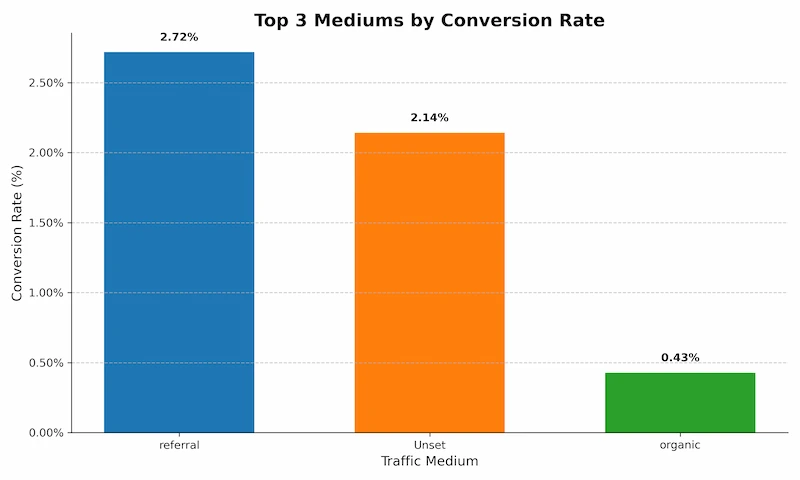 Top 3 Mediums by Conversion Rate
2.72%
2.50%
2.14%
2.00%
Conversion Rate (%)
1.50%
1.00%
0.50%
0.43%
0.00%
referral
Unset
organic
Traffic Medium